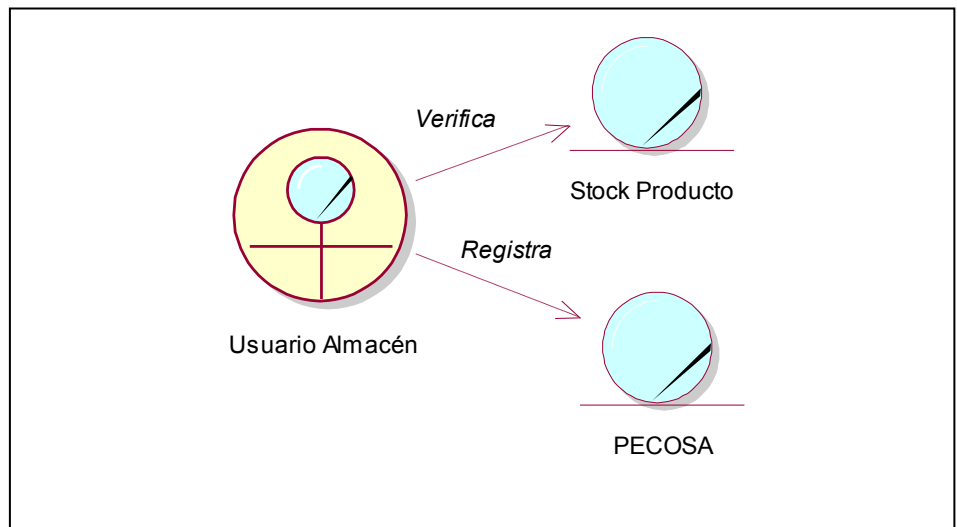 Verifica
Stock Producto
Registra
Usuario Almacén
PECOSA